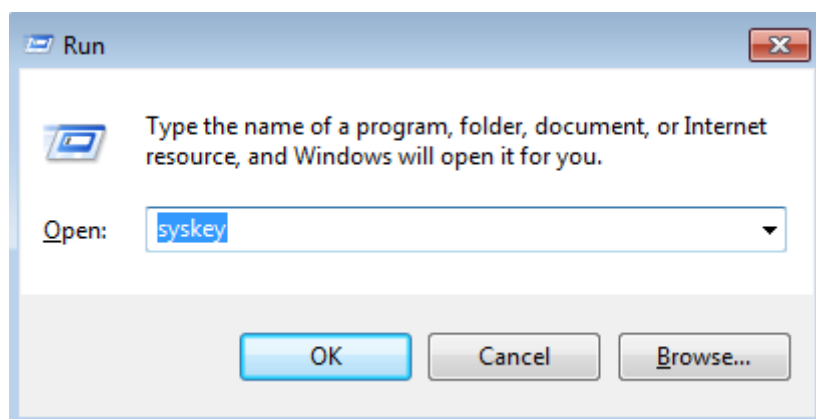 Run
Type the name of a program, folder, document, or Internet
resource, and Windows will open it for you.
Open: syskey
OK Cancel Browse...